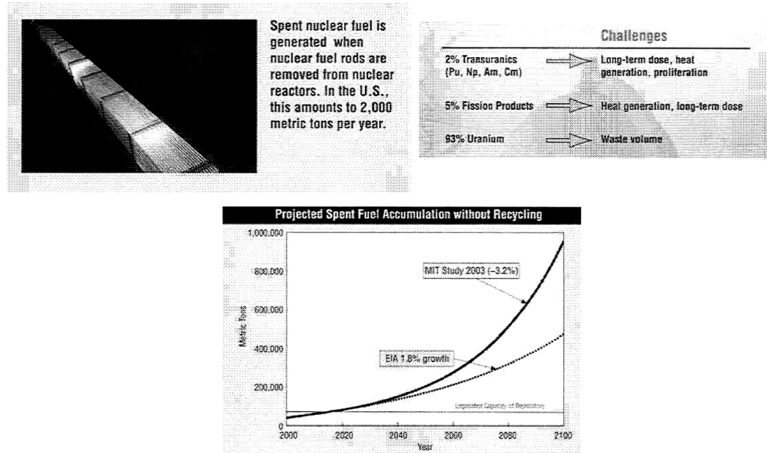 Spent nuclear fuel is
generated when
nuclear fuel rods are
removed from nuclear
reactors. In the U.S.,
this amounts to 2,000
metric tons per year.
Challenges
2% Transuranics
(Pu, Np, Am, Cm)
Long-term dose, heat
generation, proliferation
5% Fission Products
Heat generation, long-term dose
93% Uranium
Waste volume
Projected Spent Fuel Accumulation without Recycling
1,000,000
800,000
600,000
400,000
200,000
0
Metric Tons
MIT Study 2003 (~3.2%)
EIA 1.8% growth
Legislated Capacity of Repository
2000 2020 2040 2060 2080 2100
Year